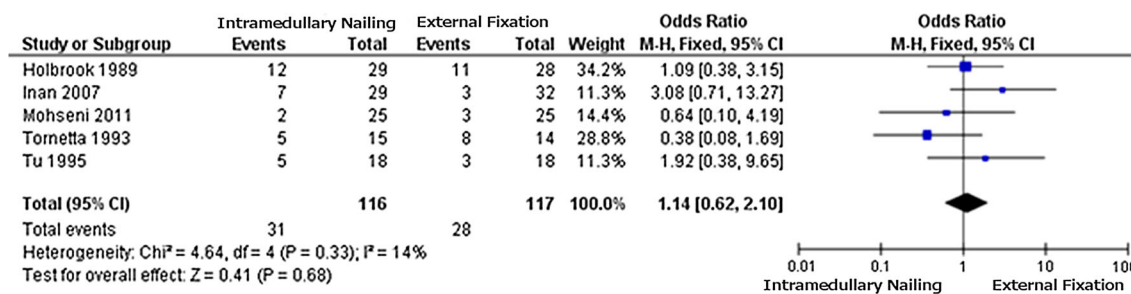 Intramedullary Nailing External Fixation Odds Ratio Odds Ratio
Study or Subgroup Events Total Events Total Weight M-H, Fixed, 95% CI M-H, Fixed, 95% CI
Holbrook 1989 12 29 11 28 34.2% 1.09 [0.38, 3.15]
Inan 2007 7 29 3 32 11.3% 3.08 [0.71, 13.27]
Mohseni 2011 2 25 3 25 14.4% 0.64 [0.10, 4.19]
Tornetta 1993 5 15 8 14 28.8% 0.38 [0.08, 1.69]
Tu 1995 5 18 3 18 11.3% 1.92 [0.38, 9.65]
Total (95% CI) 116 117 100.0% 1.14 [0.62, 2.10]
Total events 31 28
Heterogeneity: Chi² = 4.64, df = 4 (P = 0.33); I² = 14%
Test for overall effect: Z = 0.41 (P = 0.68)
0.01 0.1 1 10 100
Intramedullary Nailing External Fixation